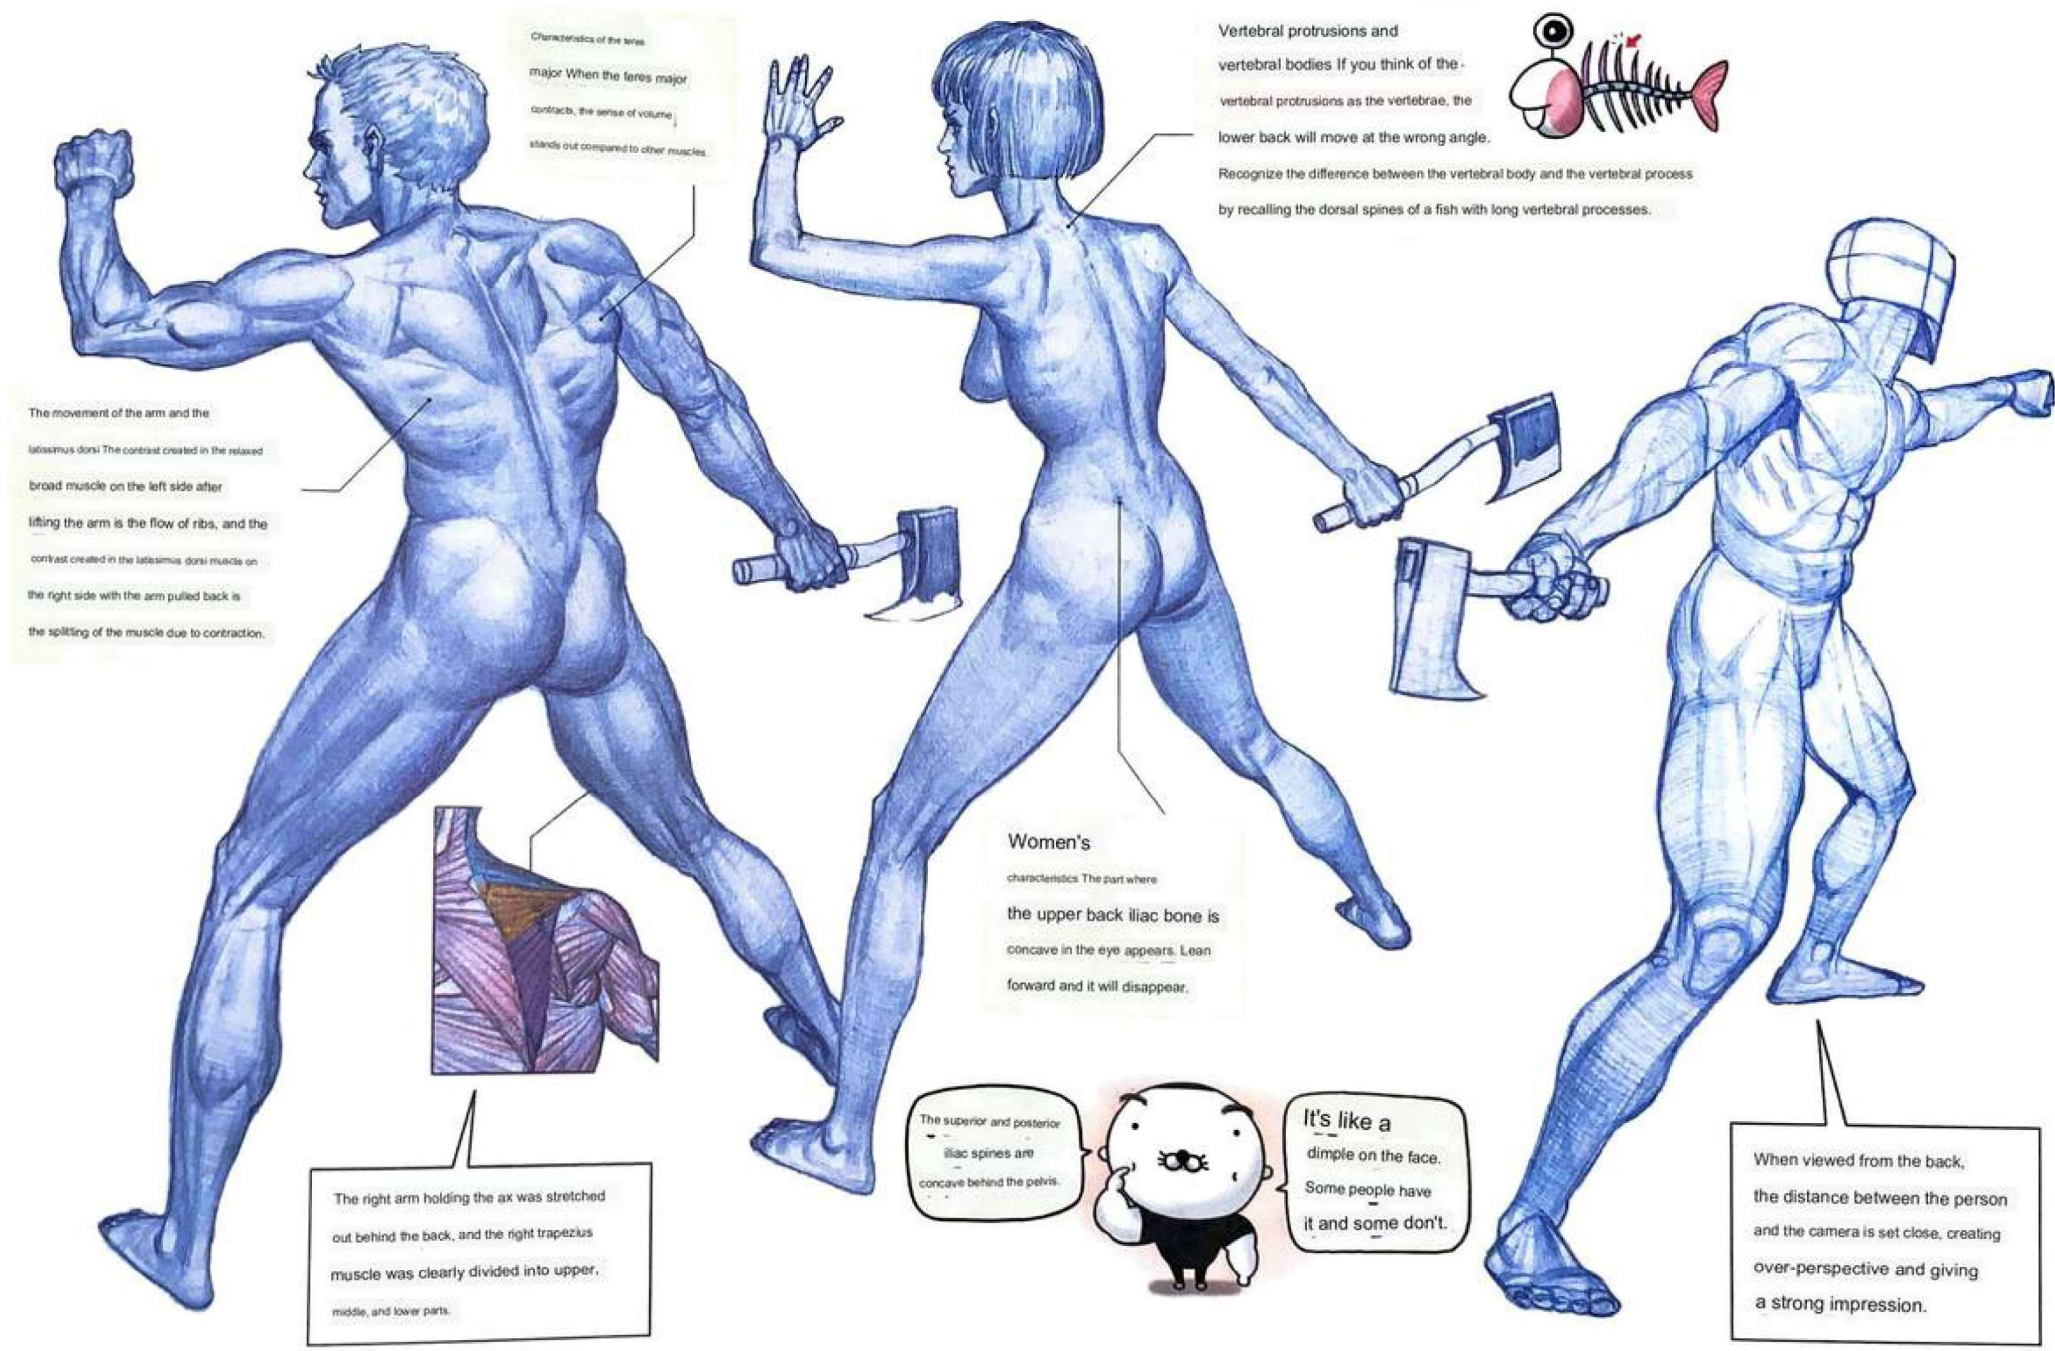 Characteristics of the teres
major When the teres major
contracts, the sense of volume
stands out compared to other muscles.
Vertebral protrusions and
vertebral bodies If you think of the
vertebral protrusions as the vertebrae, the
lower back will move at the wrong angle.
Recognize the difference between the vertebral body and the vertebral process
by recalling the dorsal spines of a fish with long vertebral processes.
The movement of the arm and the
latissimus dorsi The contrast created in the relaxed
broad muscle on the left side after
lifting the arm is the flow of ribs, and the
contrast created in the latissimus dorsi muscle on
the right side with the arm pulled back is
the splitting of the muscle due to contraction.
Women's
characteristics The part where
the upper back iliac bone is
concave in the eye appears. Lean
forward and it will disappear.
The right arm holding the ax was stretched
out behind the back, and the right trapezius
muscle was clearly divided into upper,
middle, and lower parts.
The superior and posterior
iliac spines are
concave behind the pelvis.
It's like a
dimple on the face.
Some people have
it and some don't.
When viewed from the back,
the distance between the person
and the camera is set close, creating
over-perspective and giving
a strong impression.